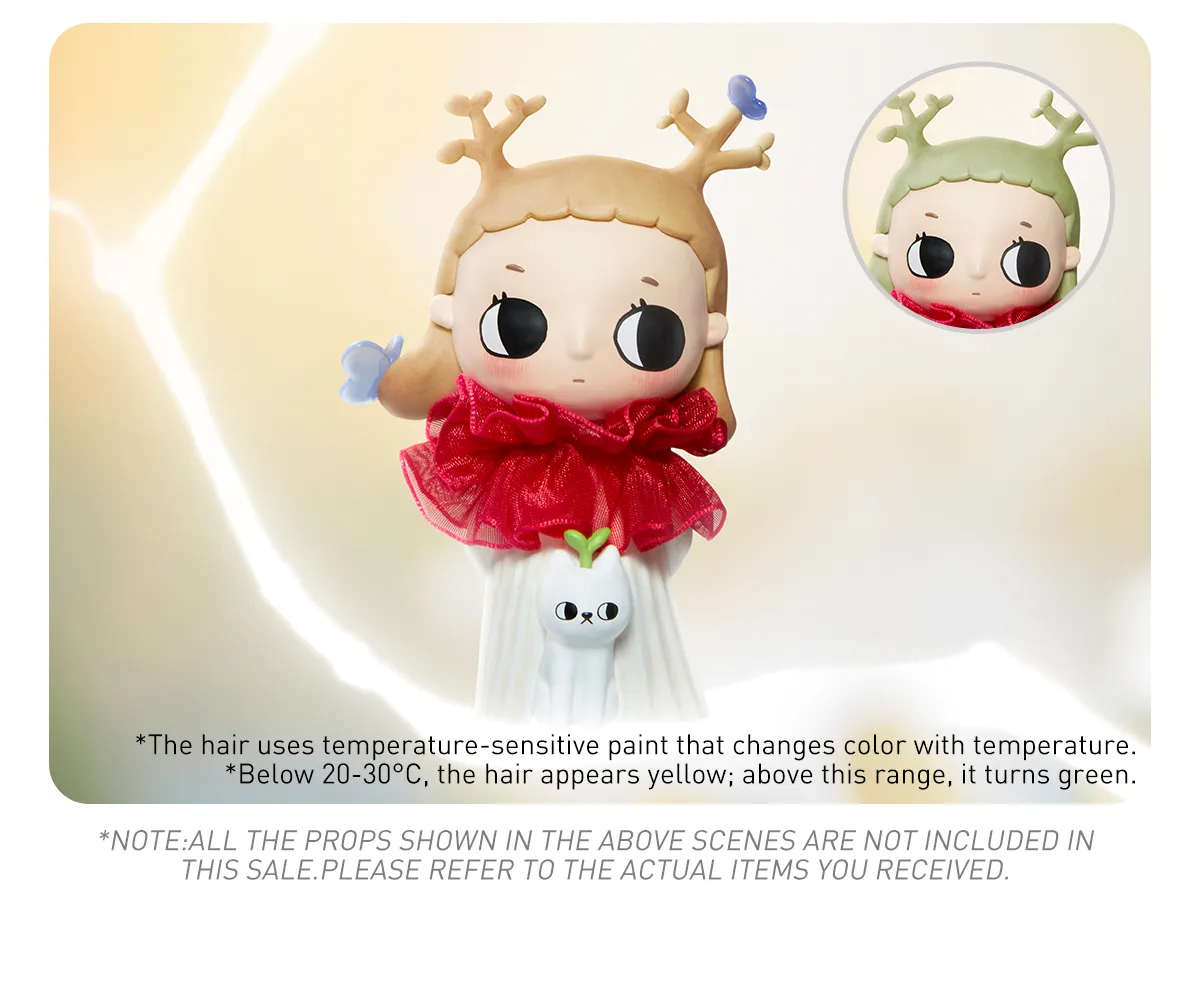 *The hair uses temperature-sensitive paint that changes color with temperature.
*Below 20-30°C, the hair appears yellow; above this range, it turns green.
*NOTE:ALL THE PROPS SHOWN IN THE ABOVE SCENES ARE NOT INCLUDED IN
THIS SALE.PLEASE REFER TO THE ACTUAL ITEMS YOU RECEIVED.